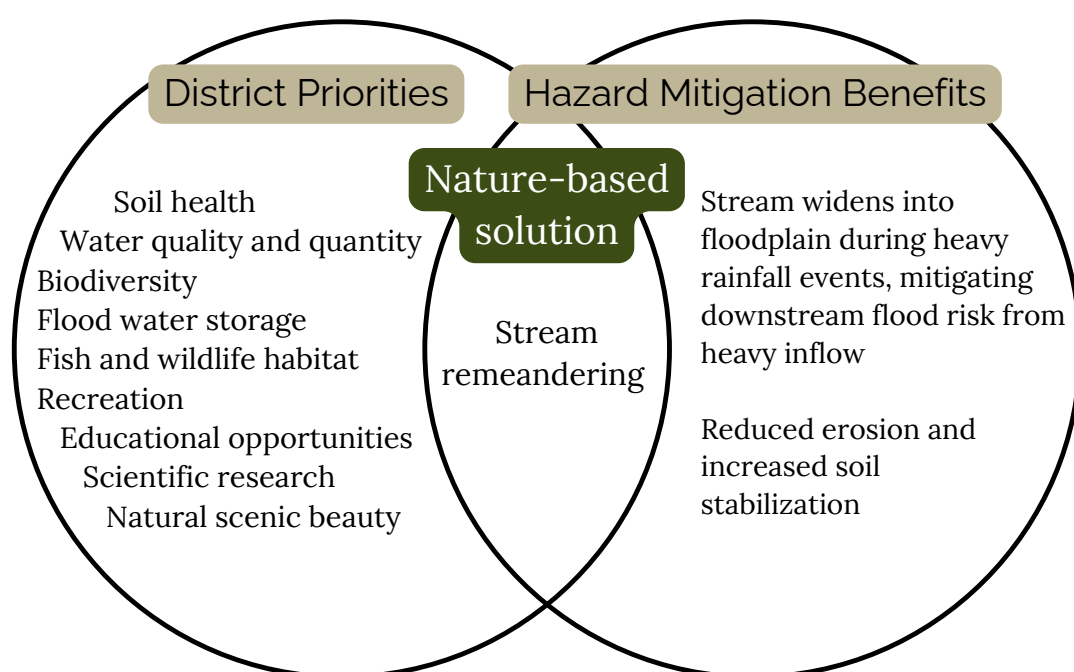 District Priorities
Hazard Mitigation Benefits
Soil health
Water quality and quantity
Biodiversity
Flood water storage
Fish and wildlife habitat
Recreation
Educational opportunities
Scientific research
Natural scenic beauty
Nature-based
solution
Stream
remeandering
Stream widens into
floodplain during heavy
rainfall events, mitigating
downstream flood risk from
heavy inflow
Reduced erosion and
increased soil
stabilization